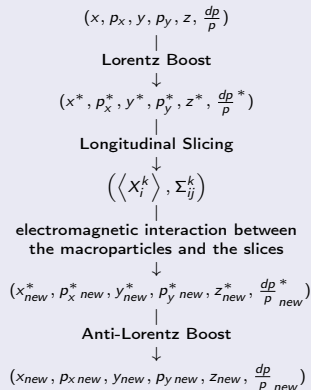 (x, p_x, y, p_y, z, dp/p)
|
Lorentz Boost
↓
(x*, p_x*, y*, p_y*, z*, dp/p*)
|
Longitudinal Slicing
↓
(⟨X_i^k⟩, Σ_ij^k)
|
electromagnetic interaction between
the macroparticles and the slices
↓
(x*_new, p_x*_new, y*_new, p_y*_new, z*_new, dp/p*_new)
|
Anti-Lorentz Boost
↓
(x_new, p_x new, y_new, p_y new, z_new, dp/p_new)